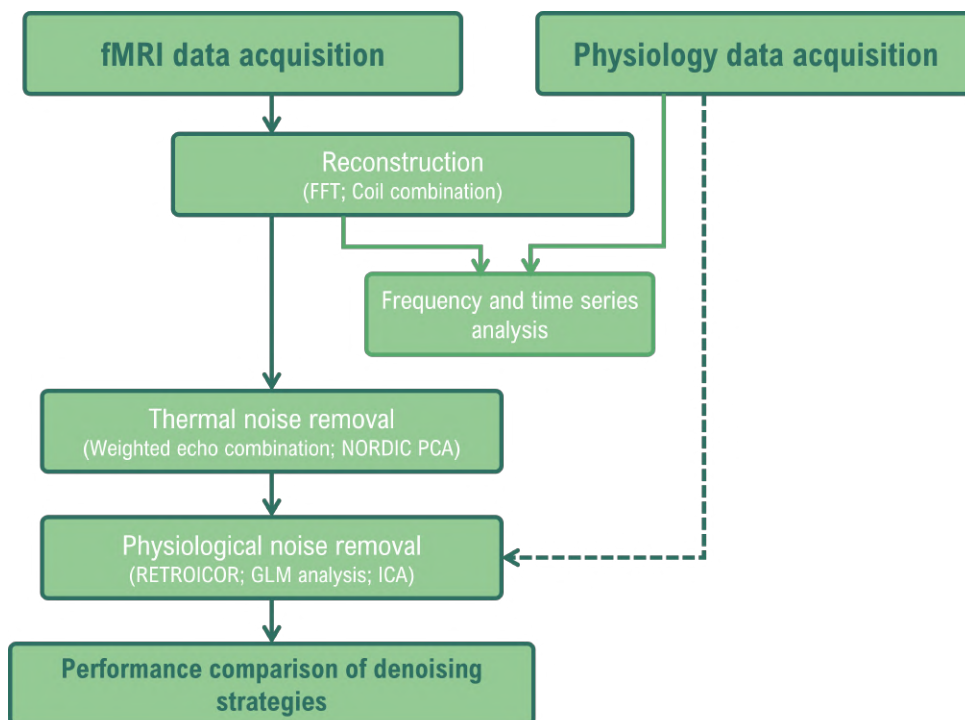 fMRI data acquisition
Physiology data acquisition
Reconstruction
(FFT; Coil combination)
Frequency and time series
analysis
Thermal noise removal
(Weighted echo combination; NORDIC PCA)
Physiological noise removal
(RETROICOR; GLM analysis; ICA)
Performance comparison of denoising
strategies